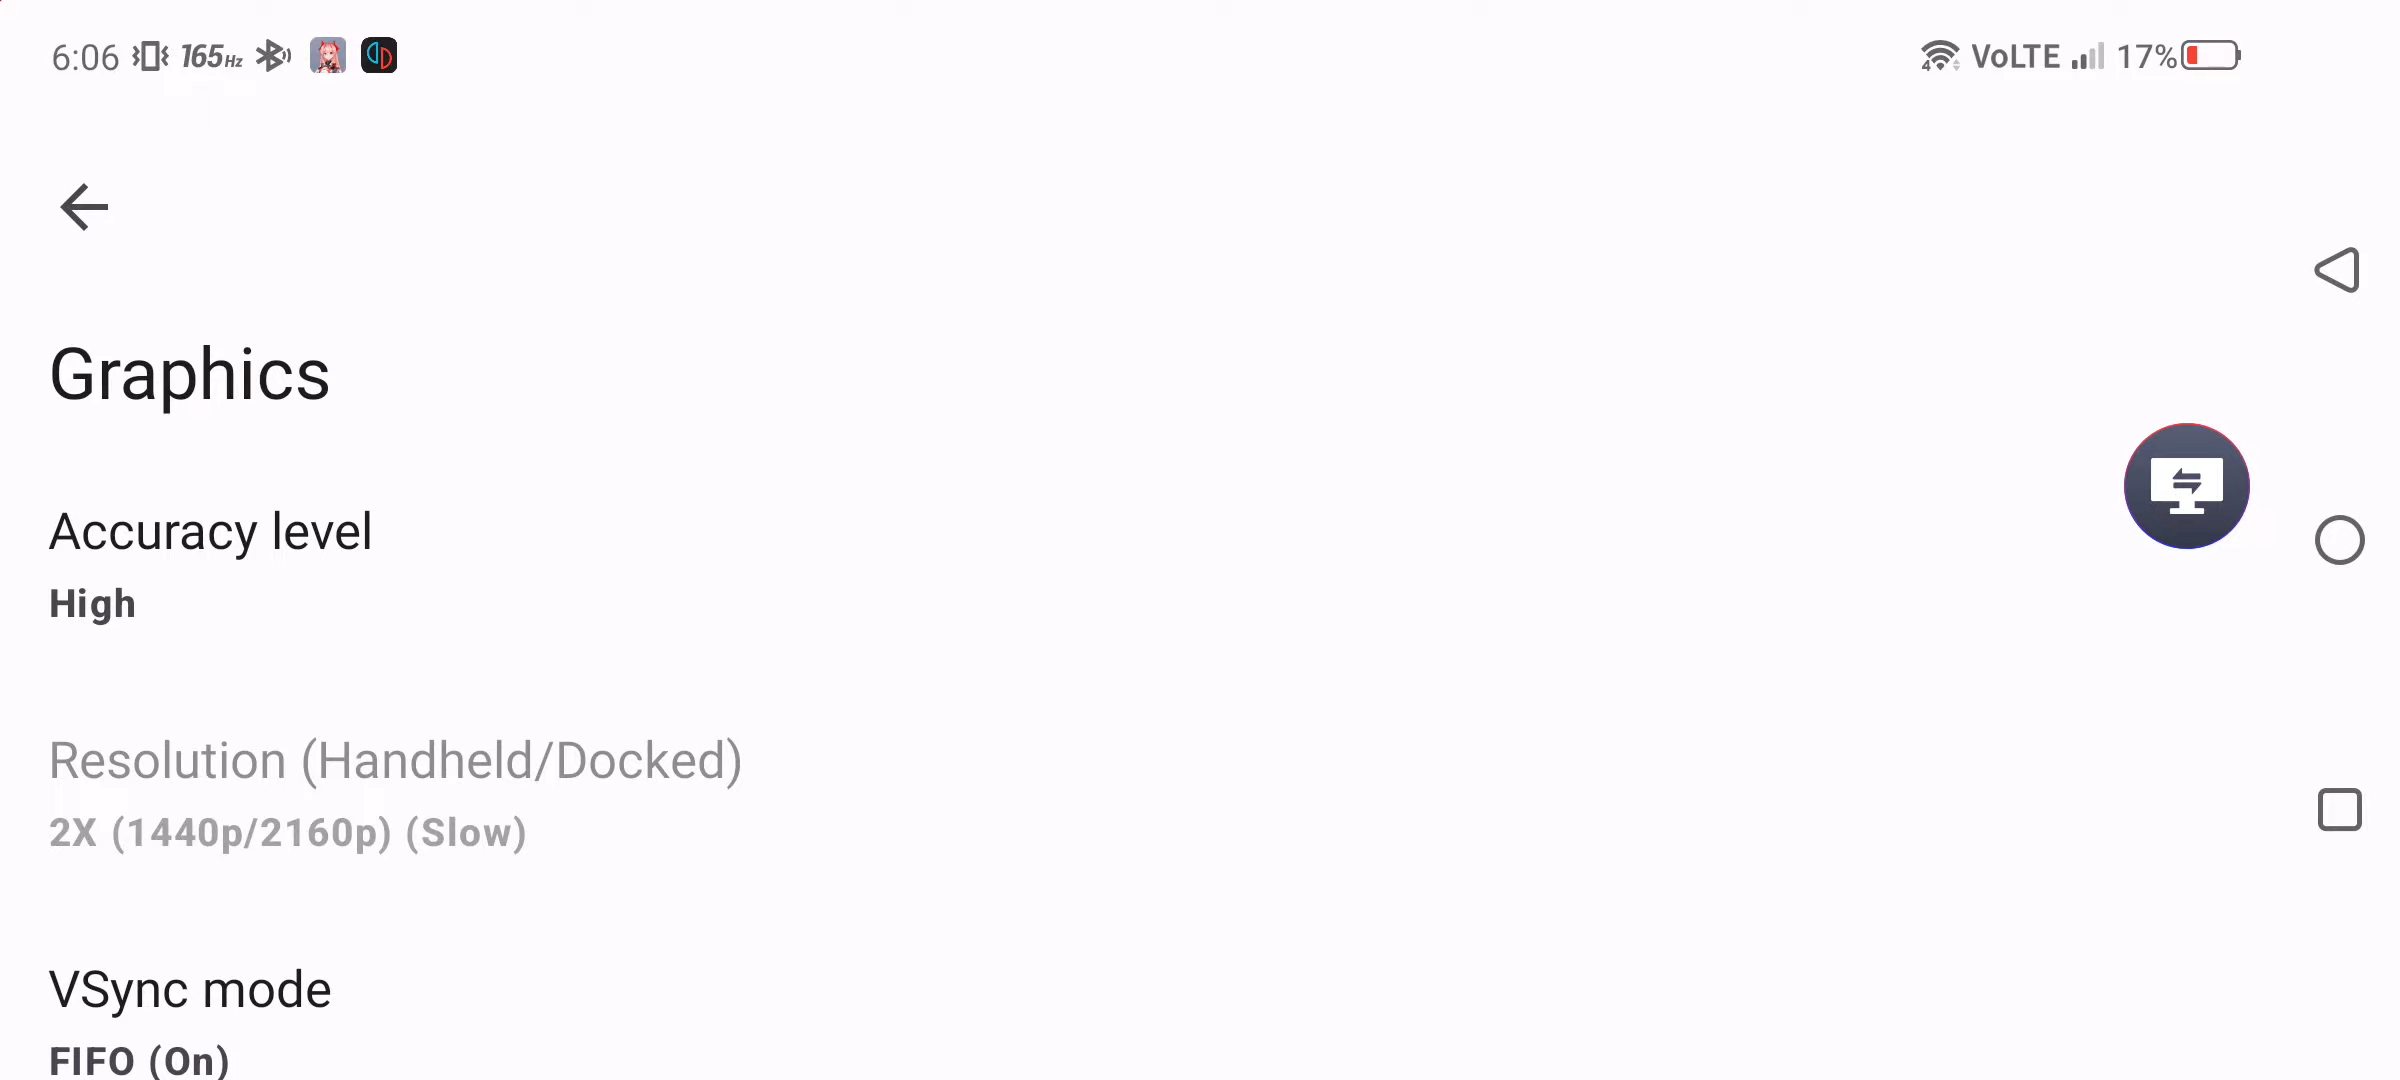 6:06 165Hz 4 VoLTE 17%
Graphics
Accuracy level
High
Resolution (Handheld/Docked)
2X (1440p/2160p) (Slow)
VSync mode
FIFO (On)